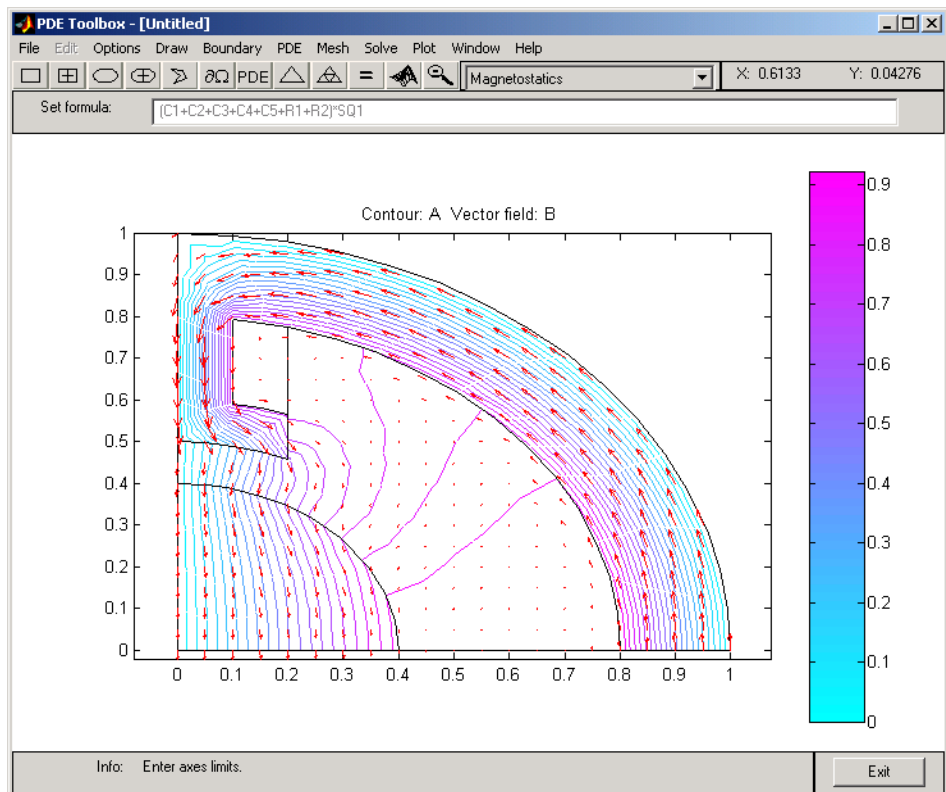 PDE Toolbox - [Untitled]
File Edit Options Draw Boundary PDE Mesh Solve Plot Window Help
∂Ω PDE = Magnetostatics X: 0.6133 Y: 0.04276
Set formula: (C1+C2+C3+C4+C5+R1+R2)*SQ1
Contour: A Vector field: B
1
0.9
0.8
0.7
0.6
0.5
0.4
0.3
0.2
0.1
0
0 0.1 0.2 0.3 0.4 0.5 0.6 0.7 0.8 0.9 1
0.9
0.8
0.7
0.6
0.5
0.4
0.3
0.2
0.1
0
Info: Enter axes limits.
Exit